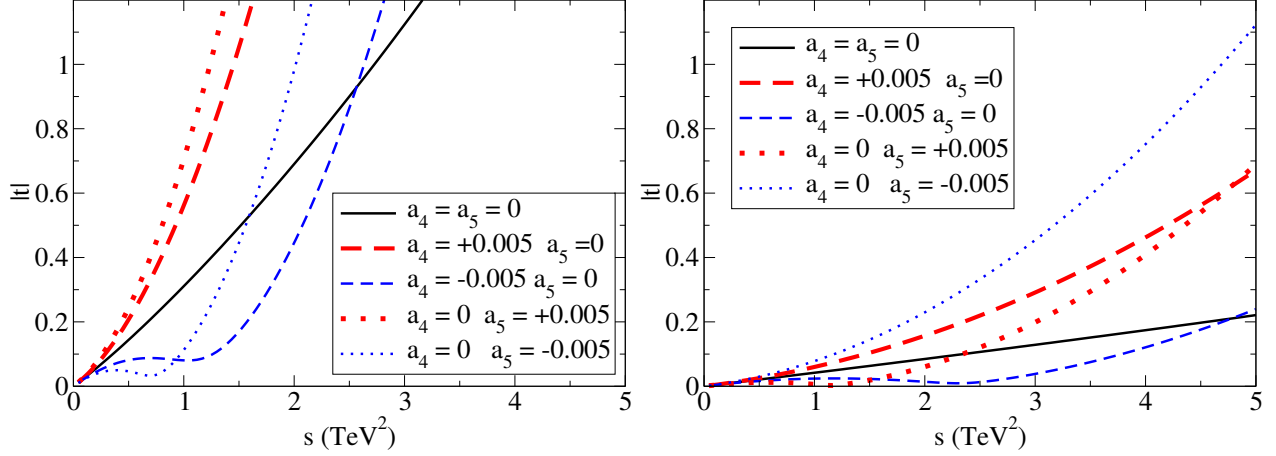 |t|
1
0.8
0.6
0.4
0.2
0
0 1 2 3 4 5
s (TeV²)
a₄ = a₅ = 0
a₄ = +0.005 a₅ =0
a₄ = -0.005 a₅ = 0
a₄ = 0 a₅ = +0.005
a₄ = 0 a₅ = -0.005
|t|
1
0.8
0.6
0.4
0.2
0
0 1 2 3 4 5
s (TeV²)
a₄ = a₅ = 0
a₄ = +0.005 a₅ =0
a₄ = -0.005 a₅ = 0
a₄ = 0 a₅ = +0.005
a₄ = 0 a₅ = -0.005